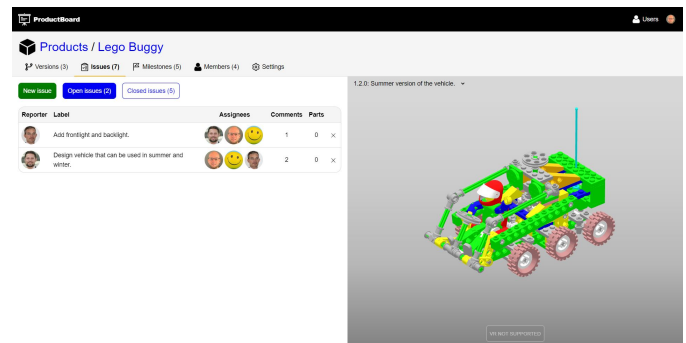 ProductBoard
Users
Products / Lego Buggy
Versions (3) Issues (7) Milestones (5) Members (4) Settings
New issue Open issues (2) Closed issues (5)
1.2.0: Summer version of the vehicle.
Reporter Label Assignees Comments Parts
Add frontlight and backlight. 1 0 ×
Design vehicle that can be used in summer and
winter. 2 0 ×
VR NOT SUPPORTED